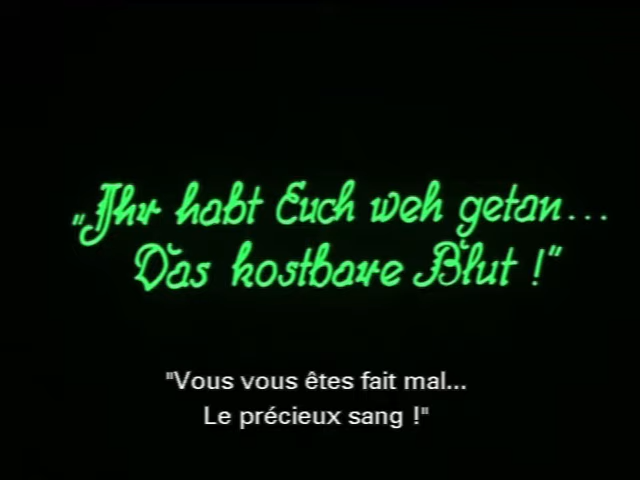 „Ihr habt Euch weh getan...
Das kostbare Blut !“
"Vous vous êtes fait mal...
Le précieux sang !"